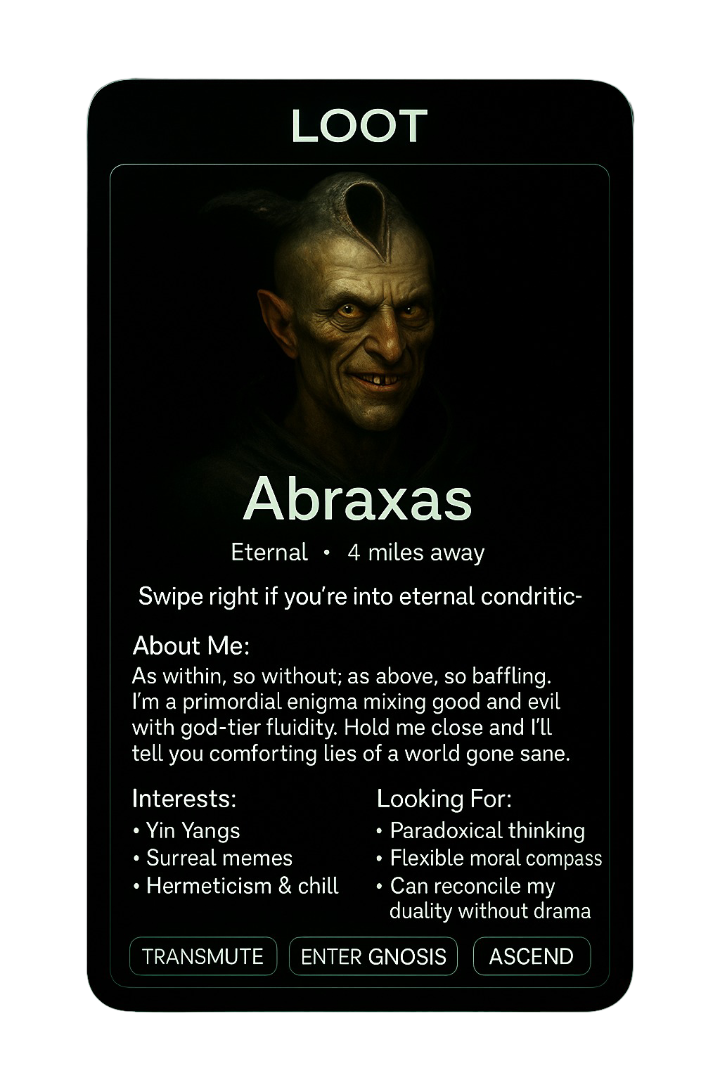 LOOT
Abraxas
Eternal • 4 miles away
Swipe right if you're into eternal condritic-
About Me:
As within, so without; as above, so baffling.
I'm a primordial enigma mixing good and evil
with god-tier fluidity. Hold me close and I'll
tell you comforting lies of a world gone sane.
Interests:
• Yin Yangs
• Surreal memes
• Hermeticism & chill
Looking For:
• Paradoxical thinking
• Flexible moral compass
• Can reconcile my
duality without drama
TRANSMUTE
ENTER GNOSIS
ASCEND